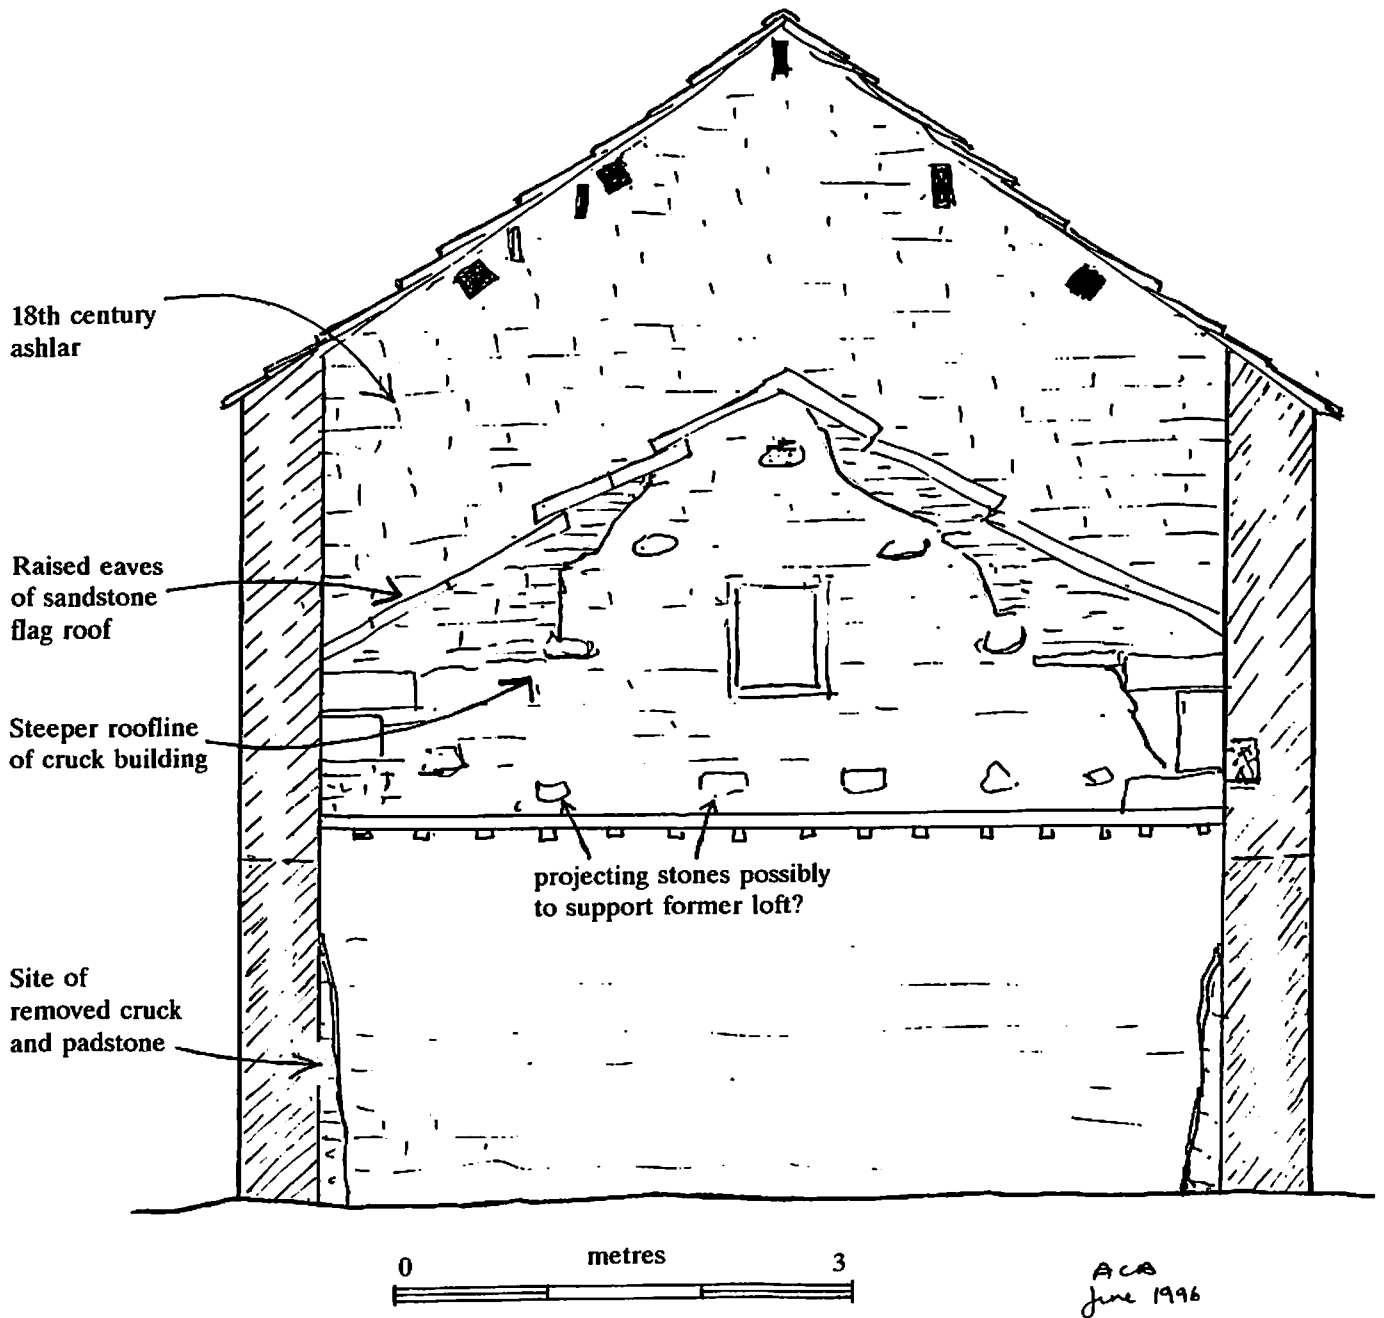 18th century
ashlar
Raised eaves
of sandstone
flag roof
Steeper roofline
of cruck building
projecting stones possibly
to support former loft?
Site of
removed cruck
and padstone
0 metres 3
ACB
June 1996